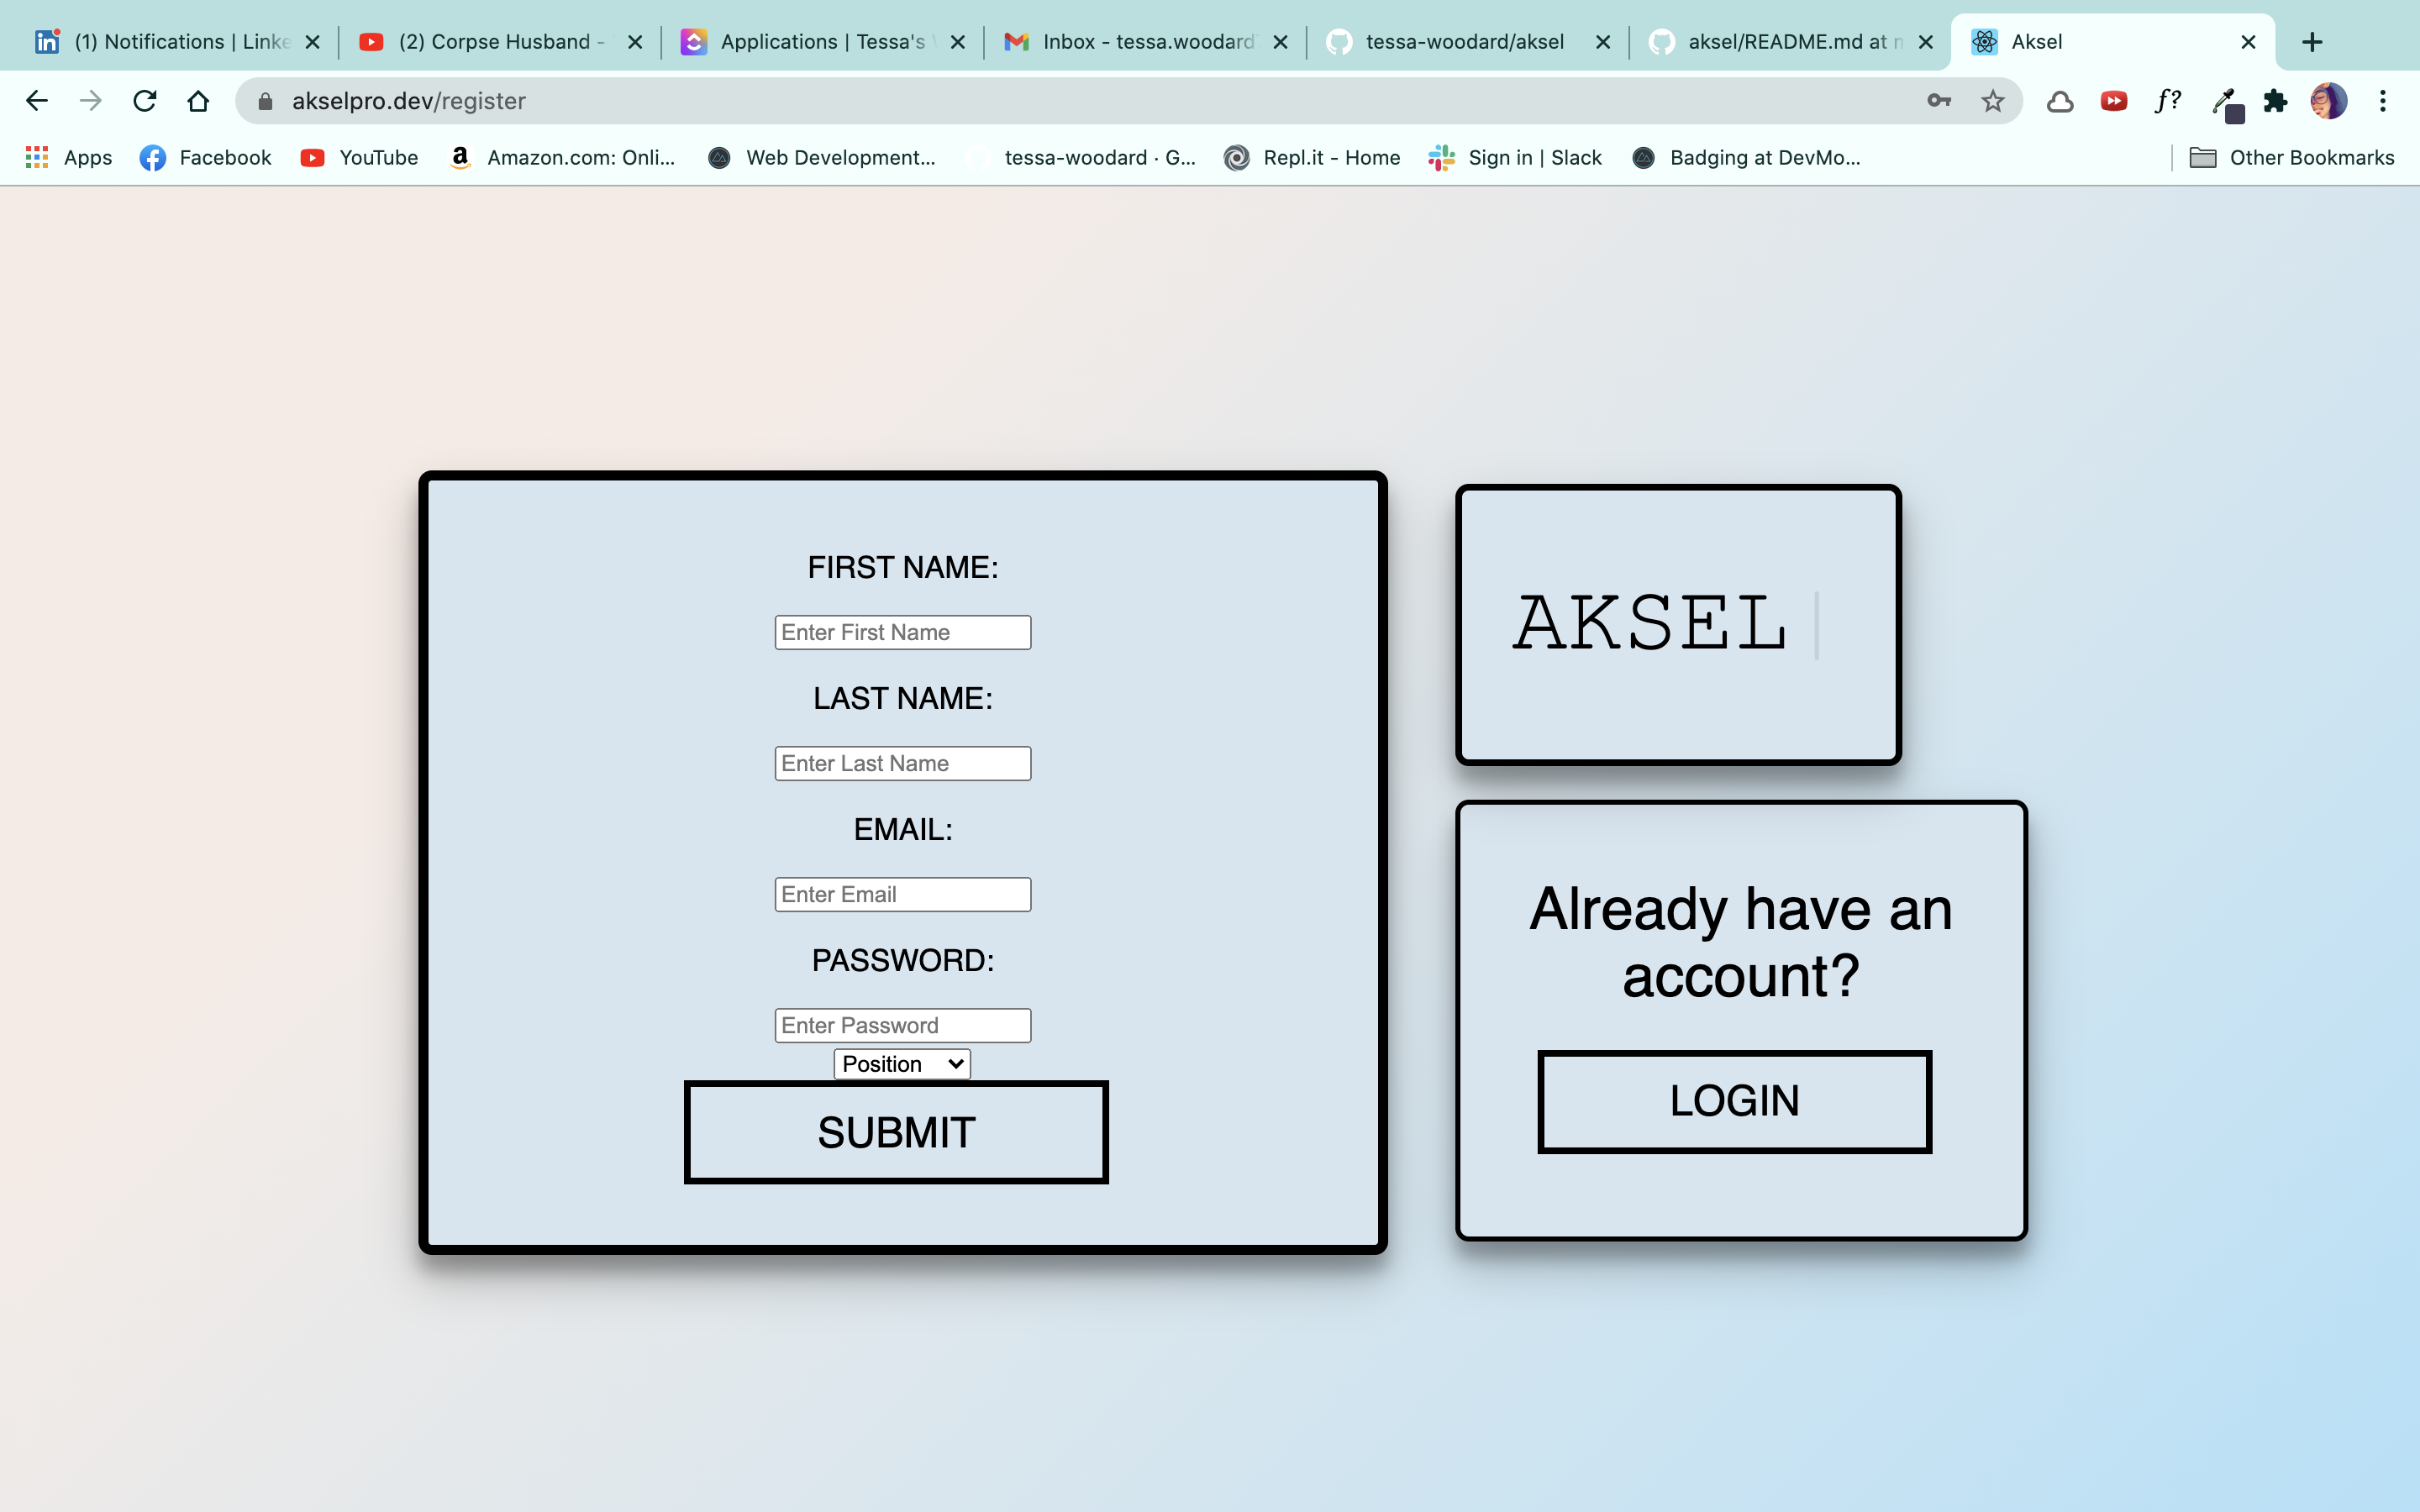 (1) Notifications | Linke
(2) Corpse Husband -
Applications | Tessa's
Inbox - tessa.woodard
tessa-woodard/aksel
aksel/README.md at
Aksel
akselpro.dev/register
f?
Apps
Facebook
YouTube
Amazon.com: Onli...
Web Development...
tessa-woodard · G...
Repl.it - Home
Sign in | Slack
Badging at DevMo...
Other Bookmarks
FIRST NAME:
Enter First Name
LAST NAME:
Enter Last Name
EMAIL:
Enter Email
PASSWORD:
Enter Password
Position
SUBMIT
AKSEL
Already have an
account?
LOGIN